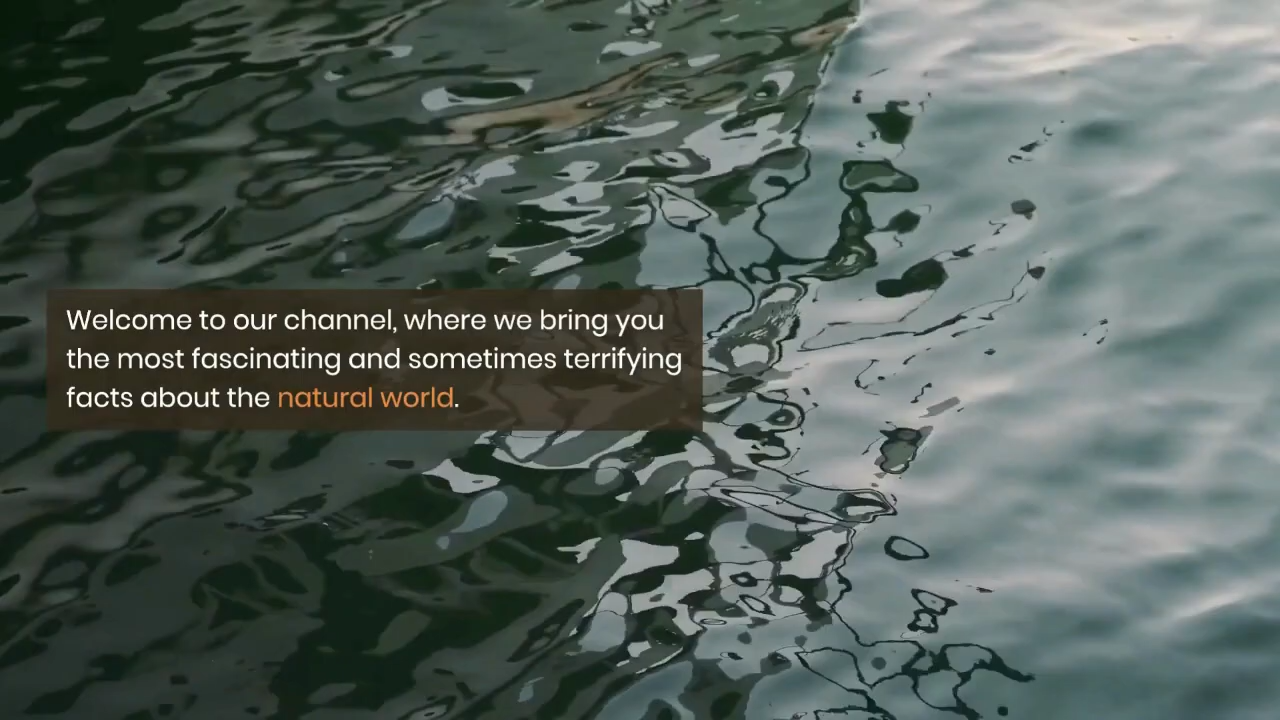 Welcome to our channel, where we bring you
the most fascinating and sometimes terrifying
facts about the natural world.